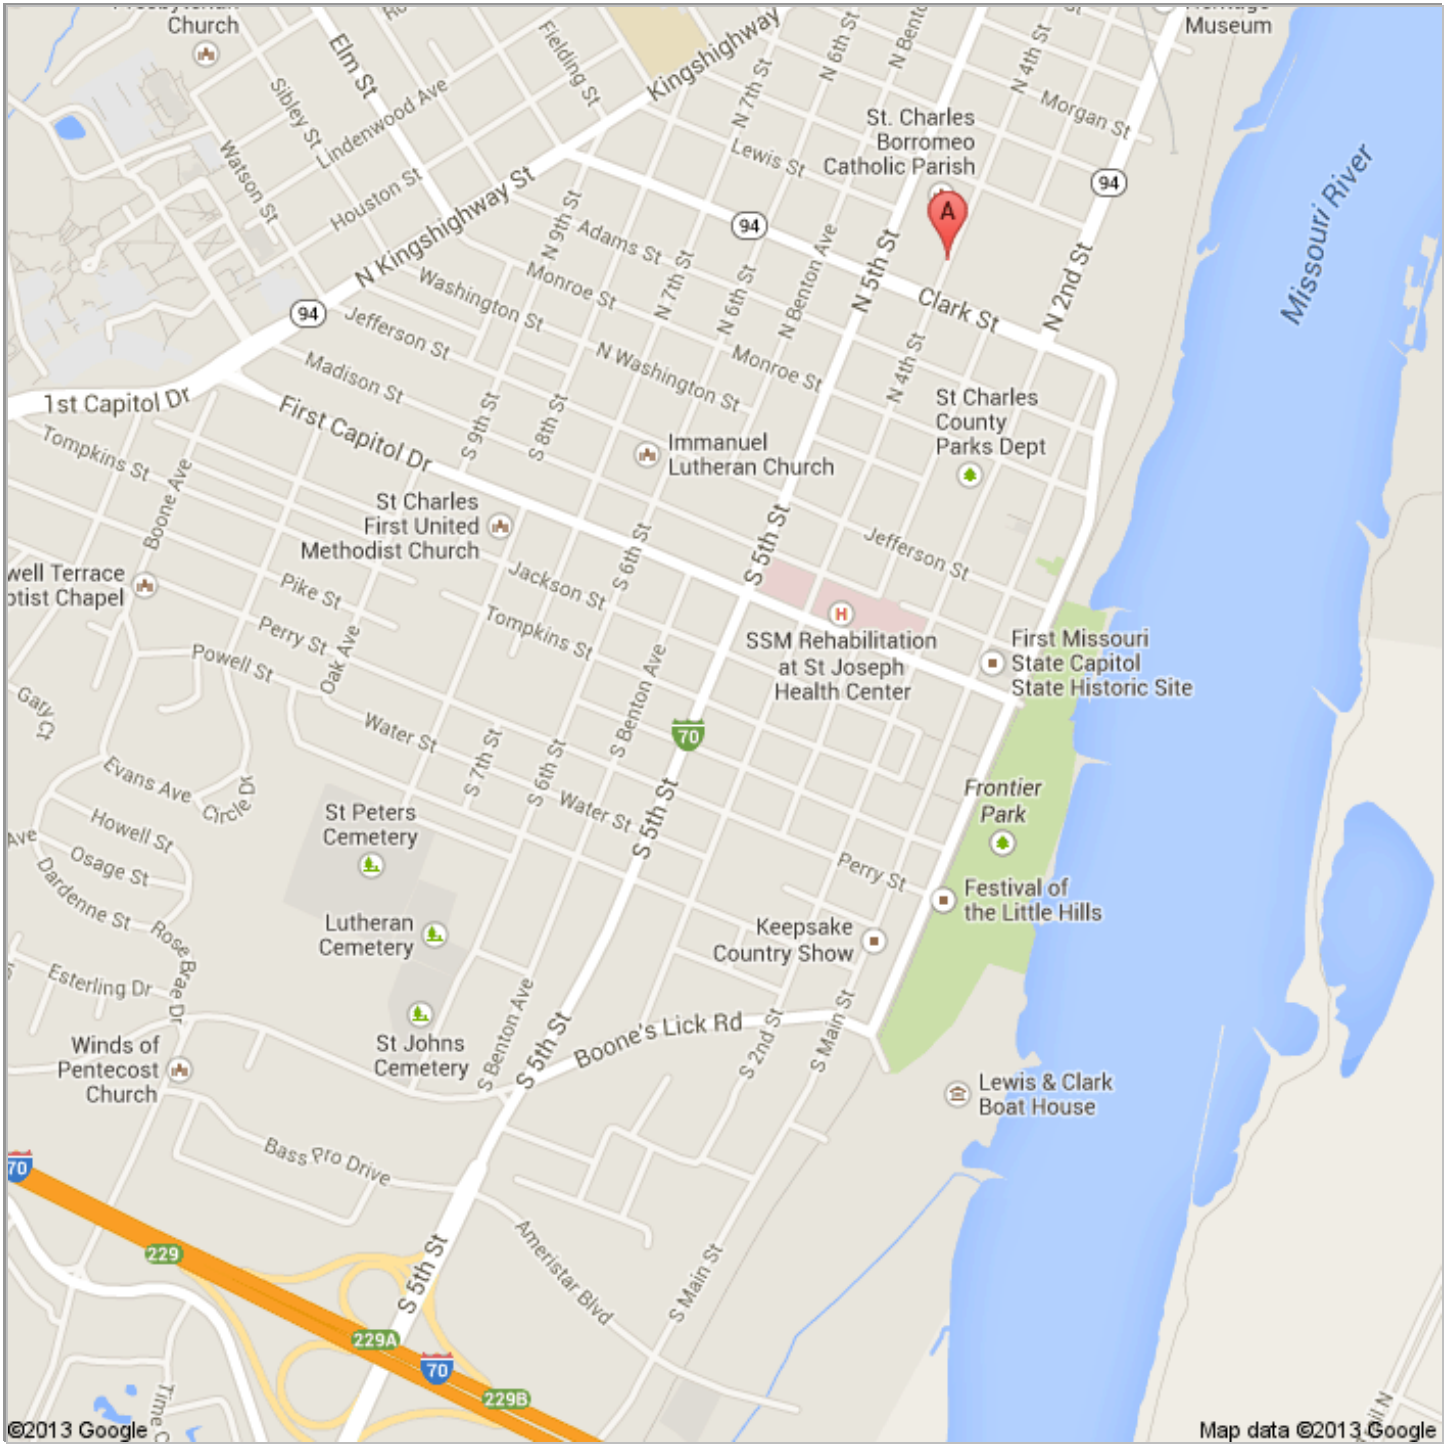 Church
Museum
Elm St
Fielding St
Kingshighway
N 7th St
N 6th St
N 4th St
Morgan St
Sibley St
Lindenwood Ave
Watson St
Houston St
N Kingshighway St
Lewis St
St. Charles
Borromeo
Catholic Parish
A
94
94
94
Missouri River
N 9th St
Adams St
Monroe St
Washington St
N 7th St
N 6th St
N Benton Ave
N 5th St
Clark St
N 2nd St
Jefferson St
Madison St
N Washington St
Monroe St
N 4th St
1st Capitol Dr
First Capitol Dr
S 9th St
S 8th St
St Charles
County
Parks Dept
Immanuel
Lutheran Church
Tompkins St
Boone Ave
St Charles
First United
Methodist Church
S 6th St
S 5th St
Jefferson St
well Terrace
ptist Chapel
Pike St
Perry St
Jackson St
Tompkins St
H
SSM Rehabilitation
at St Joseph
Health Center
First Missouri
State Capitol
State Historic Site
Powell St
Oak Ave
Gary Ct
Water St
S Benton Ave
70
S 7th St
S 6th St
Evans Ave
Circle Dr
St Peters
Cemetery
Water St
S 5th St
Frontier
Park
Howell St
Ave
Osage St
Dardenne St
Perry St
Festival of
the Little Hills
Rose Brae Dr
Lutheran
Cemetery
Keepsake
Country Show
Esterling Dr
S Benton Ave
S 5th St
Boone's Lick Rd
S 2nd St
S Main St
Winds of
Pentecost
Church
St Johns
Cemetery
Lewis & Clark
Boat House
Bass Pro Drive
70
229
S 5th St
Ameristar Blvd
S Main St
229A
70
229B
©2013 Google
Map data ©2013 Google